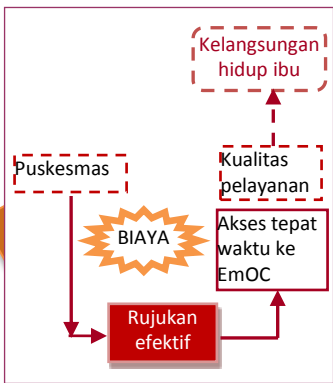 Kelangsungan
hidup ibu
Puskesmas
Kualitas
pelayanan
BIAYA
Akses tepat
waktu ke
EmOC
Rujukan
efektif